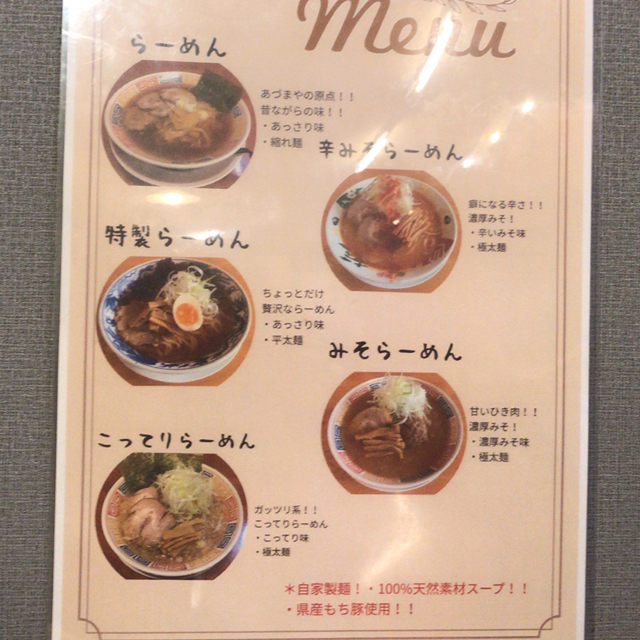 Menu
らーめん
あづまやの原点！！
昔ながらの味！！
・あっさり味
・縮れ麺
辛みそらーめん
癖になる辛さ！！
濃厚みそ！
・辛いみそ味
・極太麺
特製らーめん
ちょっとだけ
贅沢ならーめん
・あっさり味
・平太麺
みそらーめん
甘いひき肉！！
濃厚みそ！
・濃厚みそ味
・極太麺
こってりらーめん
ガッツリ系！！
こってりらーめん
・こってり味
・極太麺
＊自家製麺！・100%天然素材スープ！！
・県産もち豚使用！！